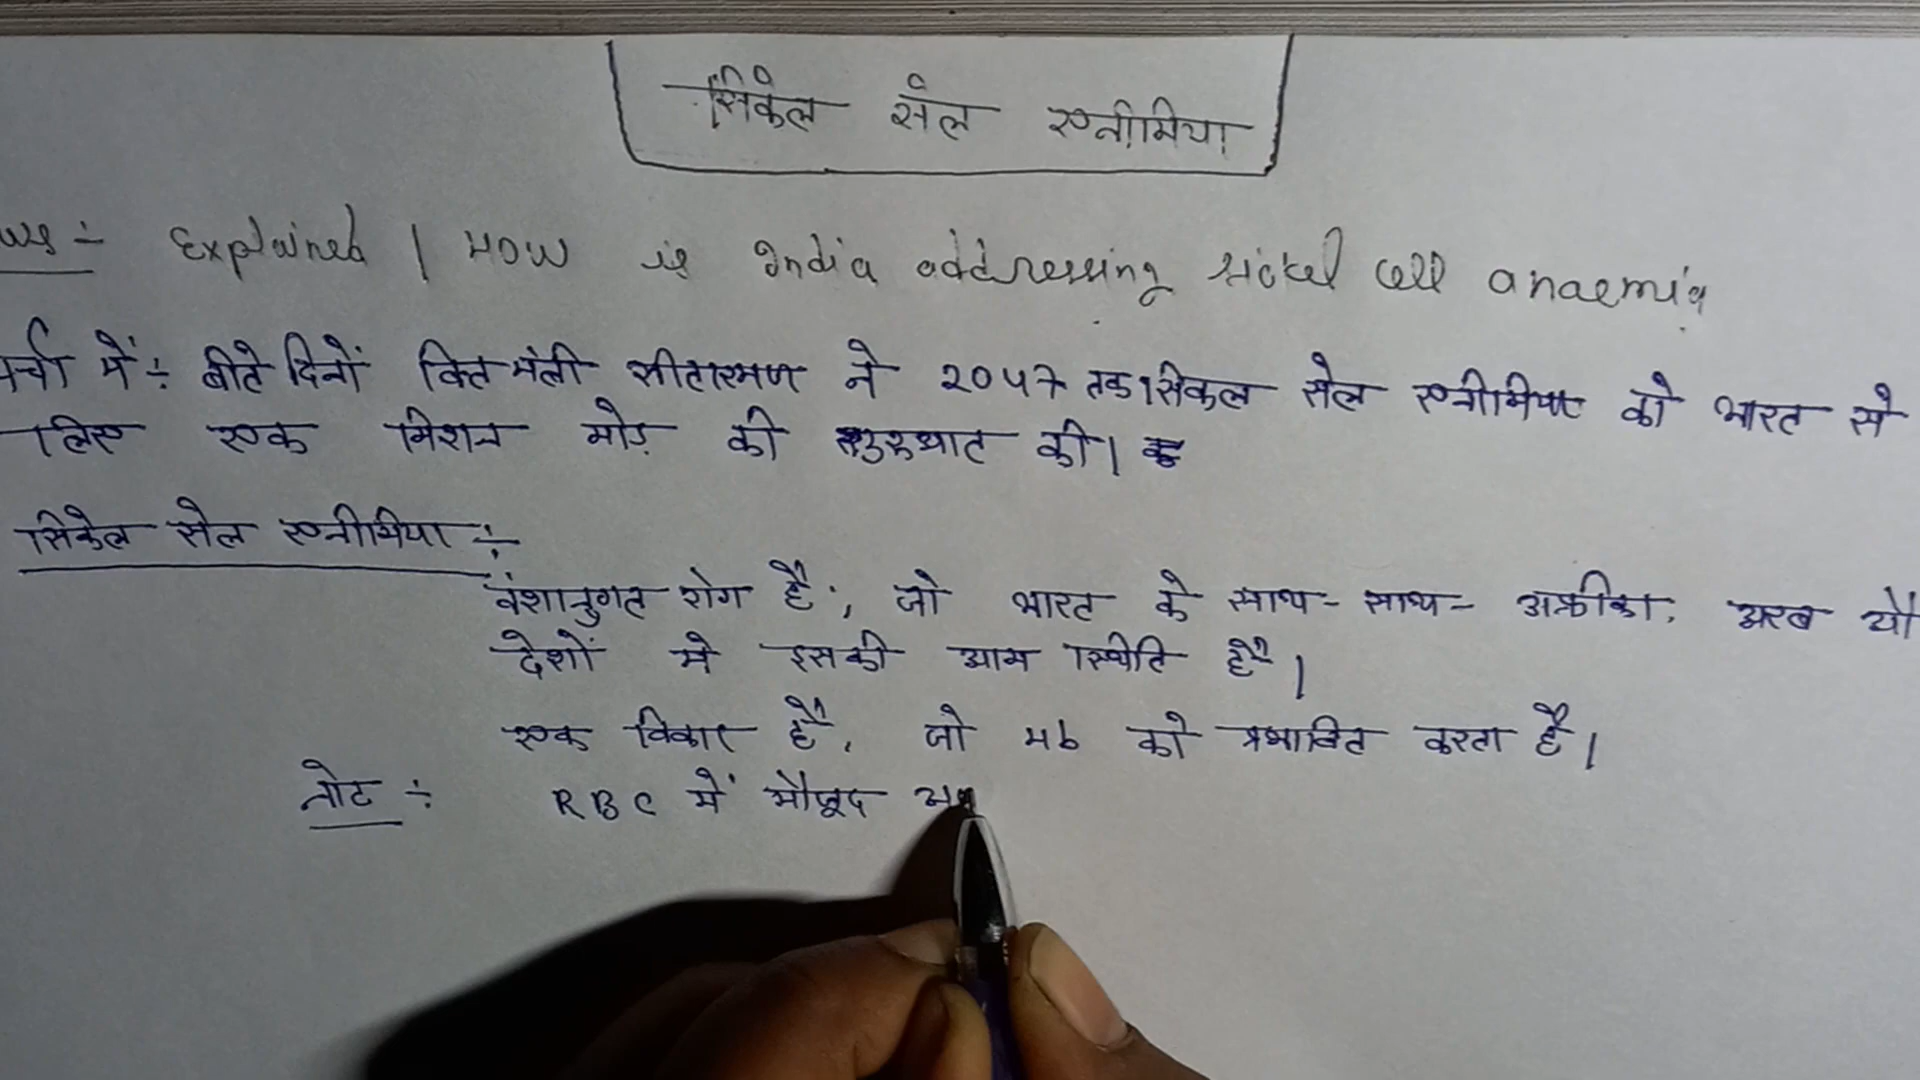 सिकेल सेल एनीमिया
ws ÷ Explained | HOW is India addressing sickel cell anaemia
र्चा में ÷ बीते दिनों वित मंत्री सीतारमण ने 2047 तक सिकल सेल एनीमिया को भारत से
लिए एक मिशन मोड़ की शुरुआत की।
सिकेल सेल एनीमिया ÷
वंशानुगत रोग है, जो भारत के साथ-साथ- अफ्रीका, अरब
देशों मे इसकी आम स्थिति हैं।
एक विकार है, जो Hb को प्रभावित करता है।
नोट ÷ RBC में मौजूद